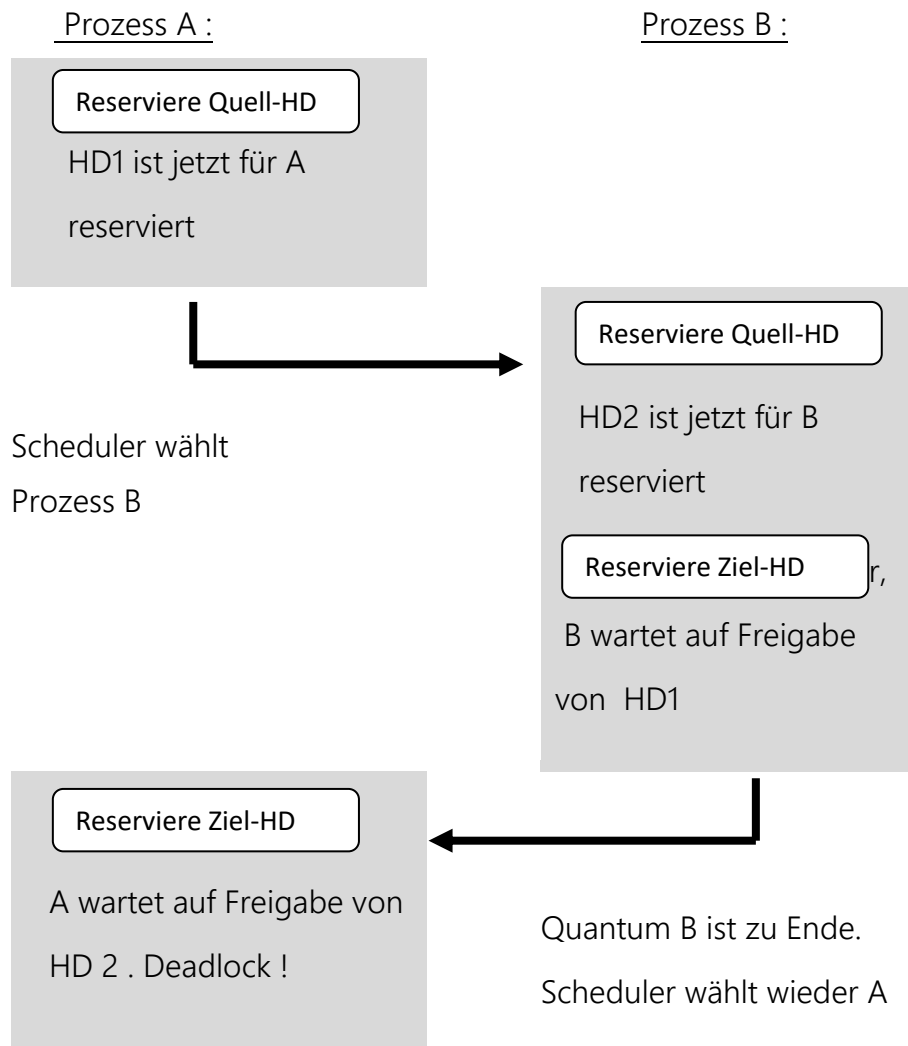 Prozess A :
Prozess B :
Reserviere Quell-HD
HD1 ist jetzt für A
reserviert
Reserviere Quell-HD
HD2 ist jetzt für B
reserviert
Scheduler wählt
Prozess B
Reserviere Ziel-HD
r,
B wartet auf Freigabe
von HD1
Reserviere Ziel-HD
A wartet auf Freigabe von
HD 2 . Deadlock !
Quantum B ist zu Ende.
Scheduler wählt wieder A